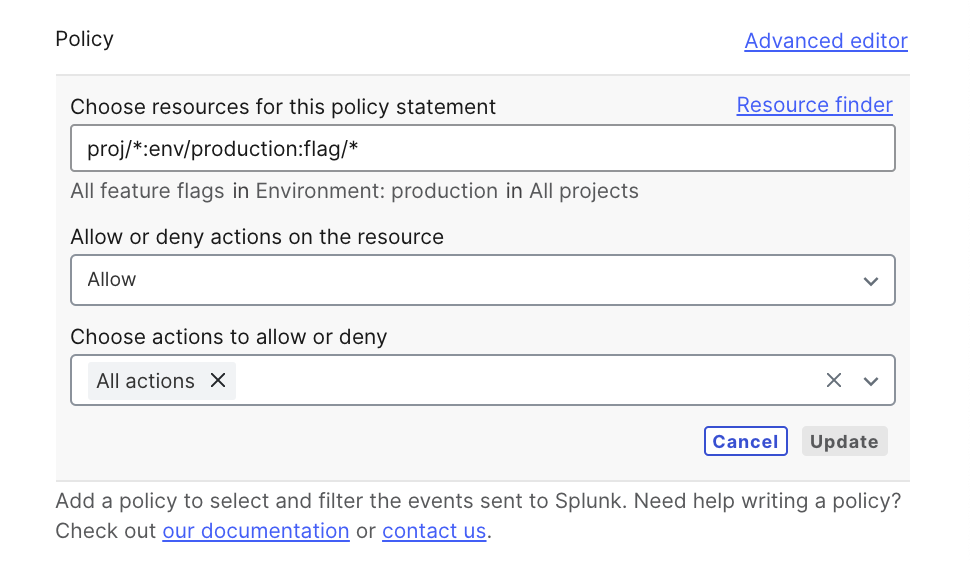 Policy
Advanced editor
Choose resources for this policy statement
Resource finder
proj/*:env/production:flag/*
All feature flags in Environment: production in All projects
Allow or deny actions on the resource
Allow
Choose actions to allow or deny
All actions
Cancel
Update
Add a policy to select and filter the events sent to Splunk. Need help writing a policy?
Check out our documentation or contact us.